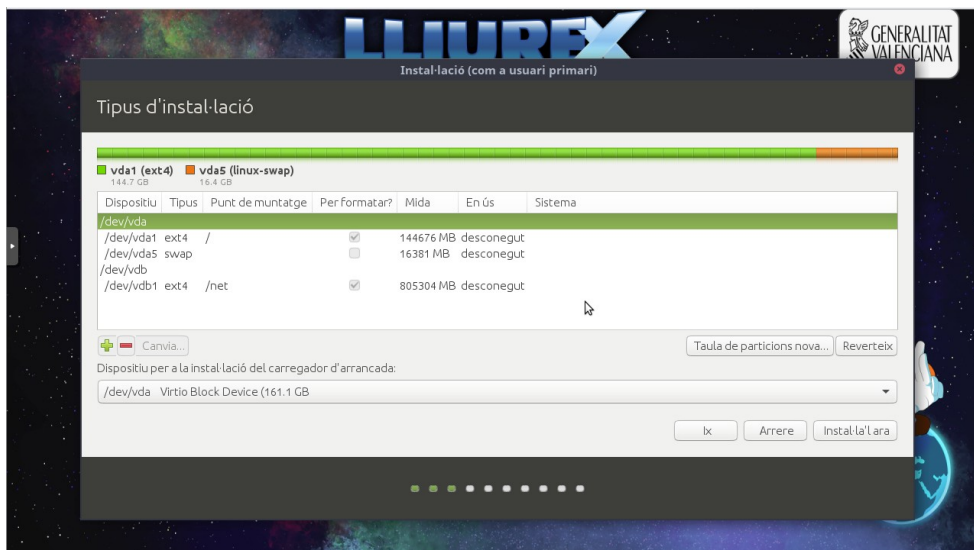 LLIUREX
GENERALITAT
VALENCIANA
Instal·lació (com a usuari primari)
Tipus d'instal·lació
vda1 (ext4) vda5 (linux-swap)
144.7 GB 16.4 GB
Dispositiu Tipus Punt de muntatge Per formatar? Mida En ús Sistema
/dev/vda
/dev/vda1 ext4 / 144676 MB desconegut
/dev/vda5 swap 16381 MB desconegut
/dev/vdb
/dev/vdb1 ext4 /net 805304 MB desconegut
Canvia... Taula de particions nova... Reverteix
Dispositiu per a la instal·lació del carregador d'arrancada:
/dev/vda Virtio Block Device (161.1 GB
Ix Arrere Instal·la'l ara